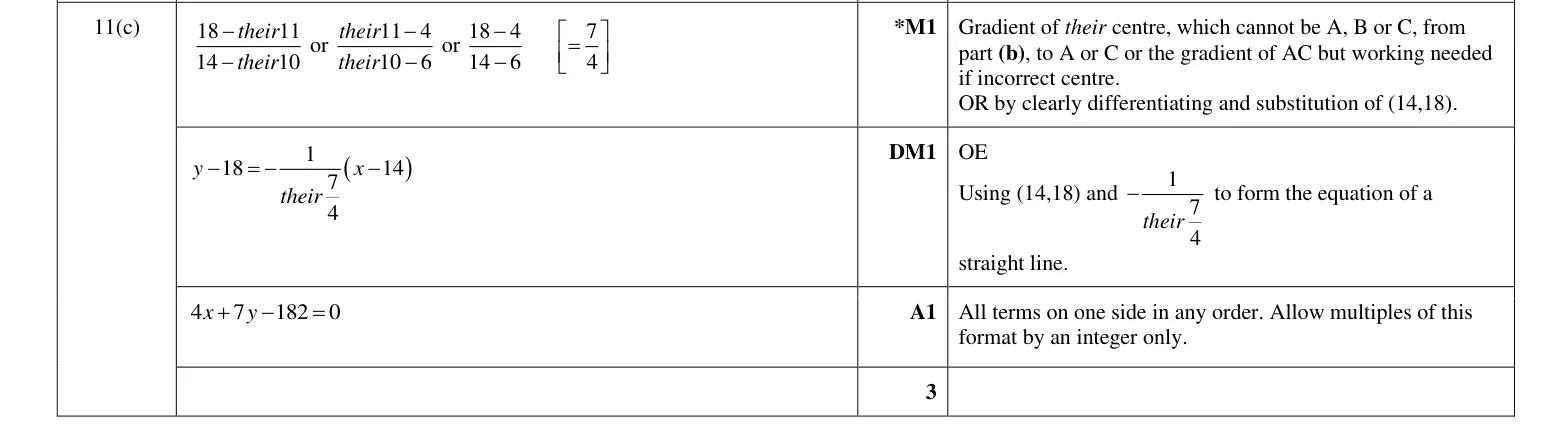 11(c)
18 − their11 / 14 − their10 or their11 − 4 / their10 − 6 or 18 − 4 / 14 − 6 [= 7/4]
*M1
Gradient of their centre, which cannot be A, B or C, from
part (b), to A or C or the gradient of AC but working needed
if incorrect centre.
OR by clearly differentiating and substitution of (14,18).
y − 18 = − 1 / their 7/4 (x − 14)
DM1
OE
Using (14,18) and − 1 / their 7/4 to form the equation of a
straight line.
4x + 7y − 182 = 0
A1
All terms on one side in any order. Allow multiples of this
format by an integer only.
3